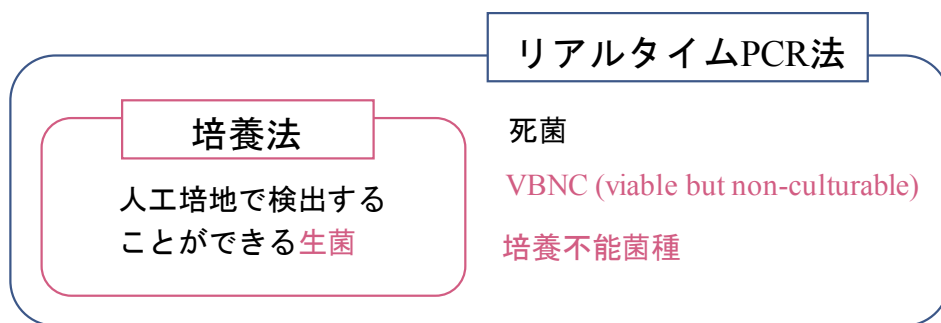 リアルタイムPCR法
培養法
人工培地で検出する
ことができる生菌
死菌
VBNC (viable but non-culturable)
培養不能菌種